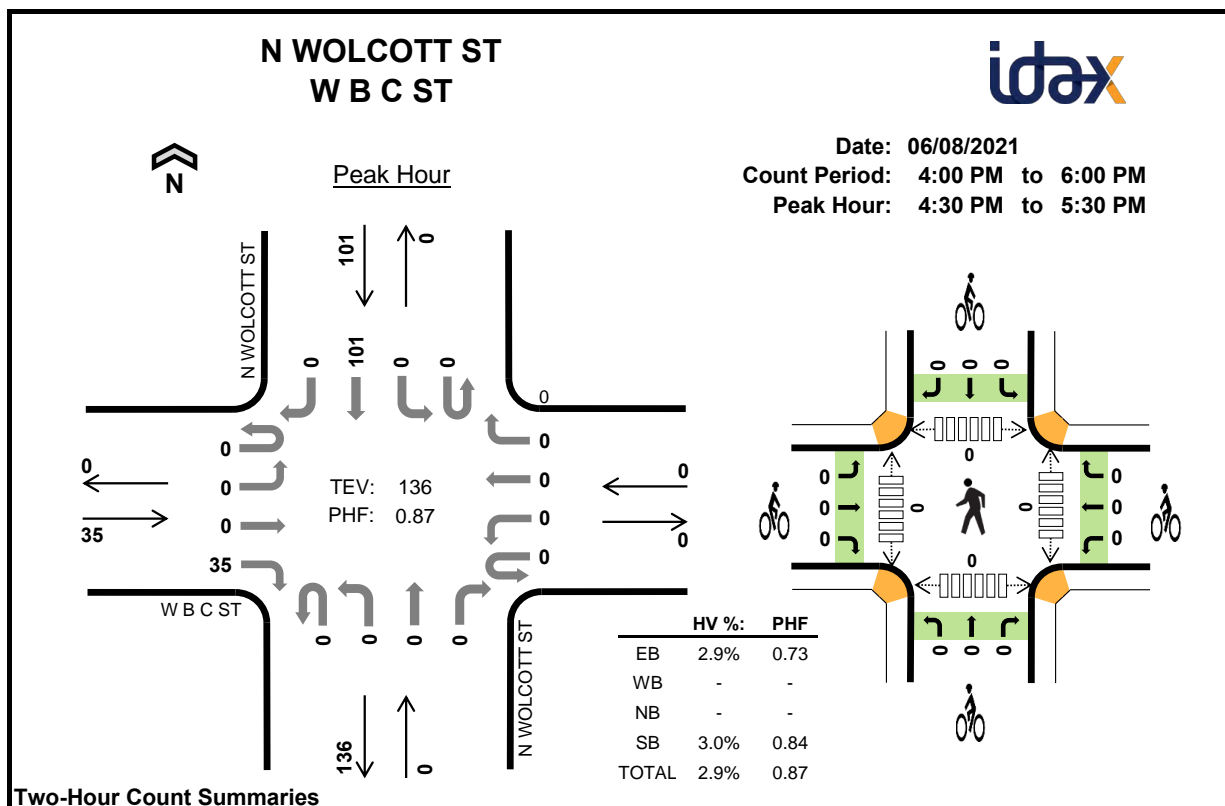 N WOLCOTT ST
W B C ST
idax
Date: 06/08/2021
Count Period: 4:00 PM to 6:00 PM
Peak Hour: 4:30 PM to 5:30 PM
N
Peak Hour
N WOLCOTT ST
101
0
0
101
0
0
0
0
0
0
0
35
0
35
TEV: 136
PHF: 0.87
0
0
0
0
0
0
W B C ST
0
0
0
0
136
0
N WOLCOTT ST
HV %: PHF
EB 2.9% 0.73
WB - -
NB - -
SB 3.0% 0.84
TOTAL 2.9% 0.87
0 0 0
0
0
0
0
0
0
0
0
0
0
0 0 0
Two-Hour Count Summaries